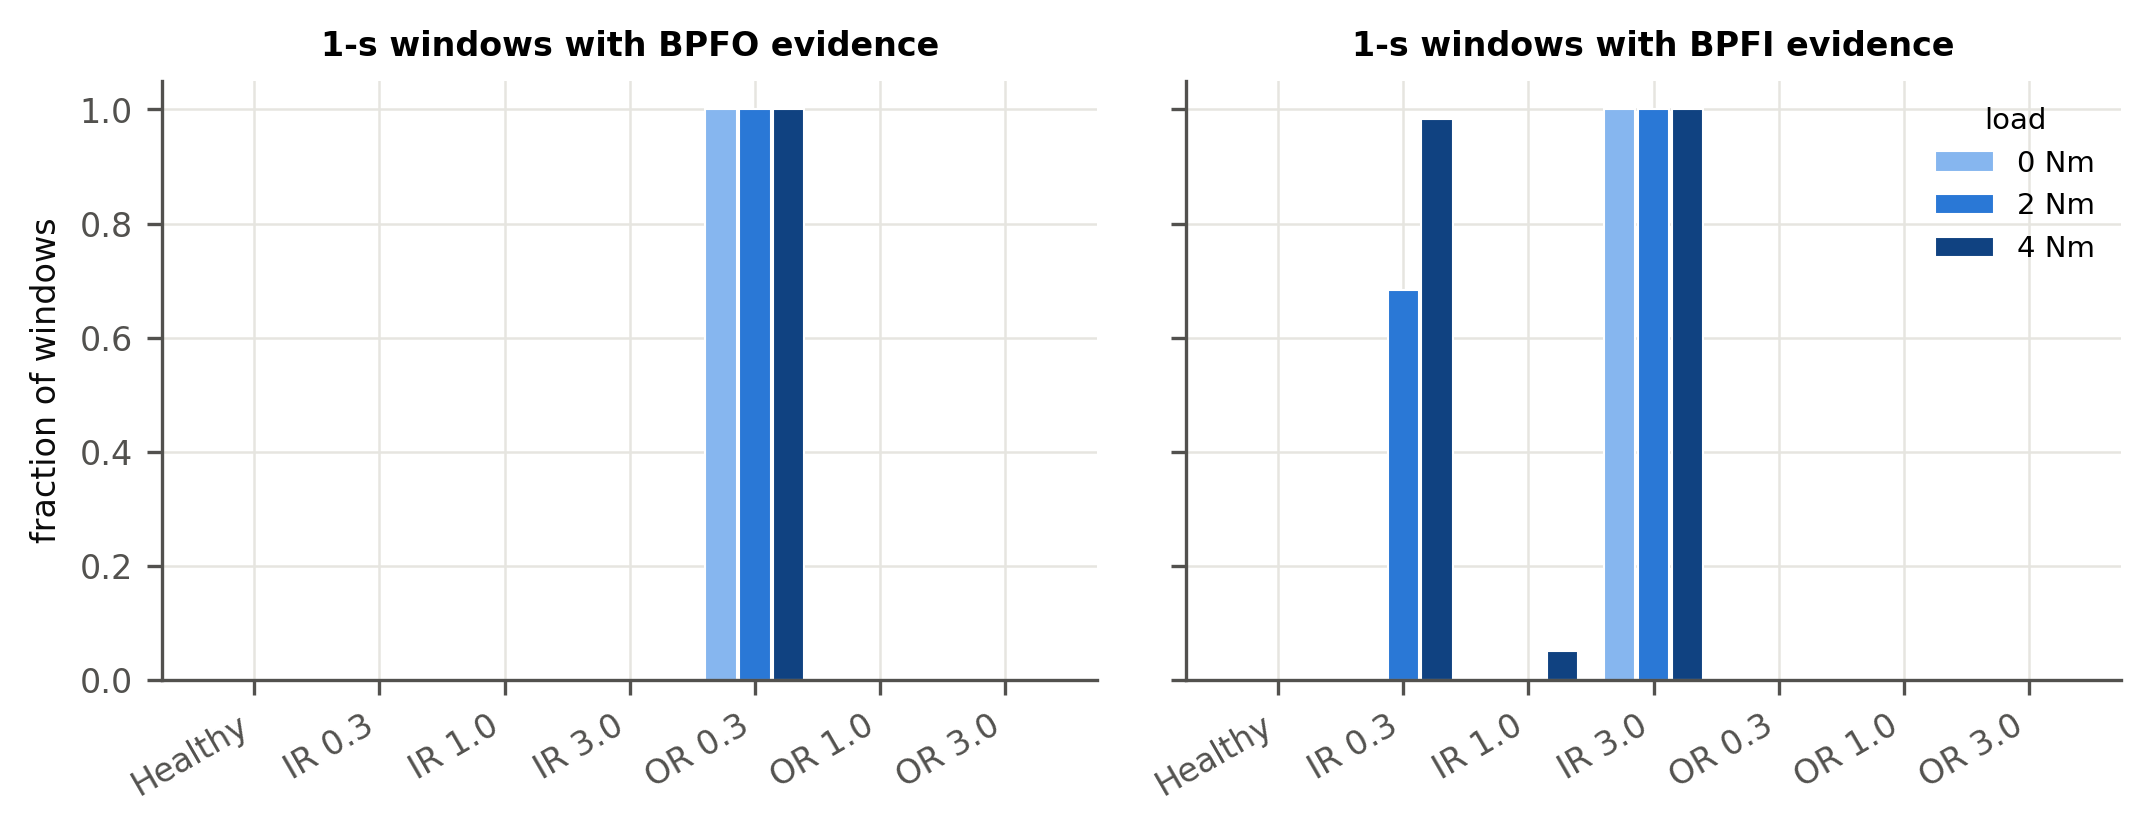 1-s windows with BPFO evidence
fraction of windows
1.0
0.8
0.6
0.4
0.2
0.0
Healthy
IR 0.3
IR 1.0
IR 3.0
OR 0.3
OR 1.0
OR 3.0
1-s windows with BPFI evidence
load
0 Nm
2 Nm
4 Nm
Healthy
IR 0.3
IR 1.0
IR 3.0
OR 0.3
OR 1.0
OR 3.0